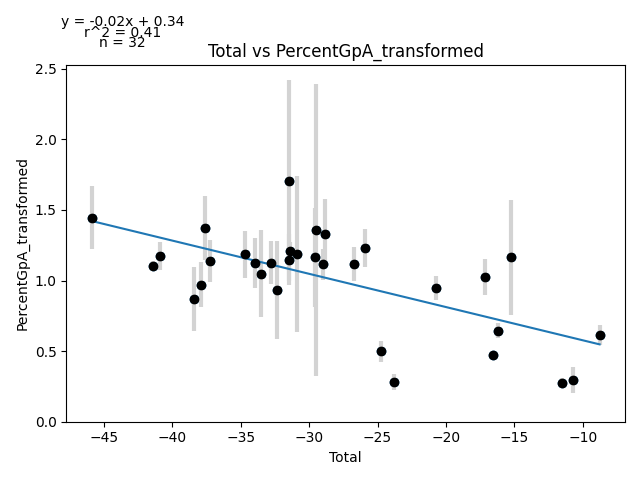 y = -0.02x + 0.34
r^2 = 0.41
n = 32
Total vs PercentGpA_transformed
PercentGpA_transformed
2.5
2.0
1.5
1.0
0.5
0.0
−45
−40
−35
−30
−25
−20
−15
−10
Total